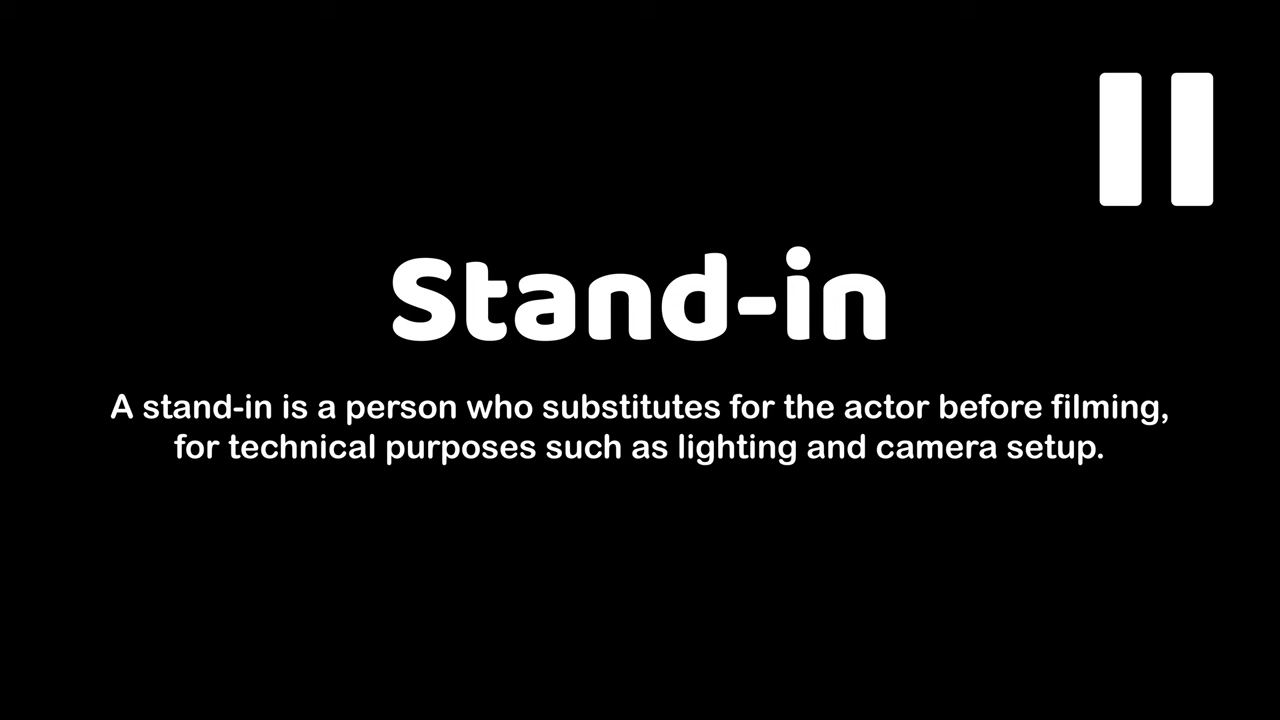 Stand-in
A stand-in is a person who substitutes for the actor before filming,
for technical purposes such as lighting and camera setup.